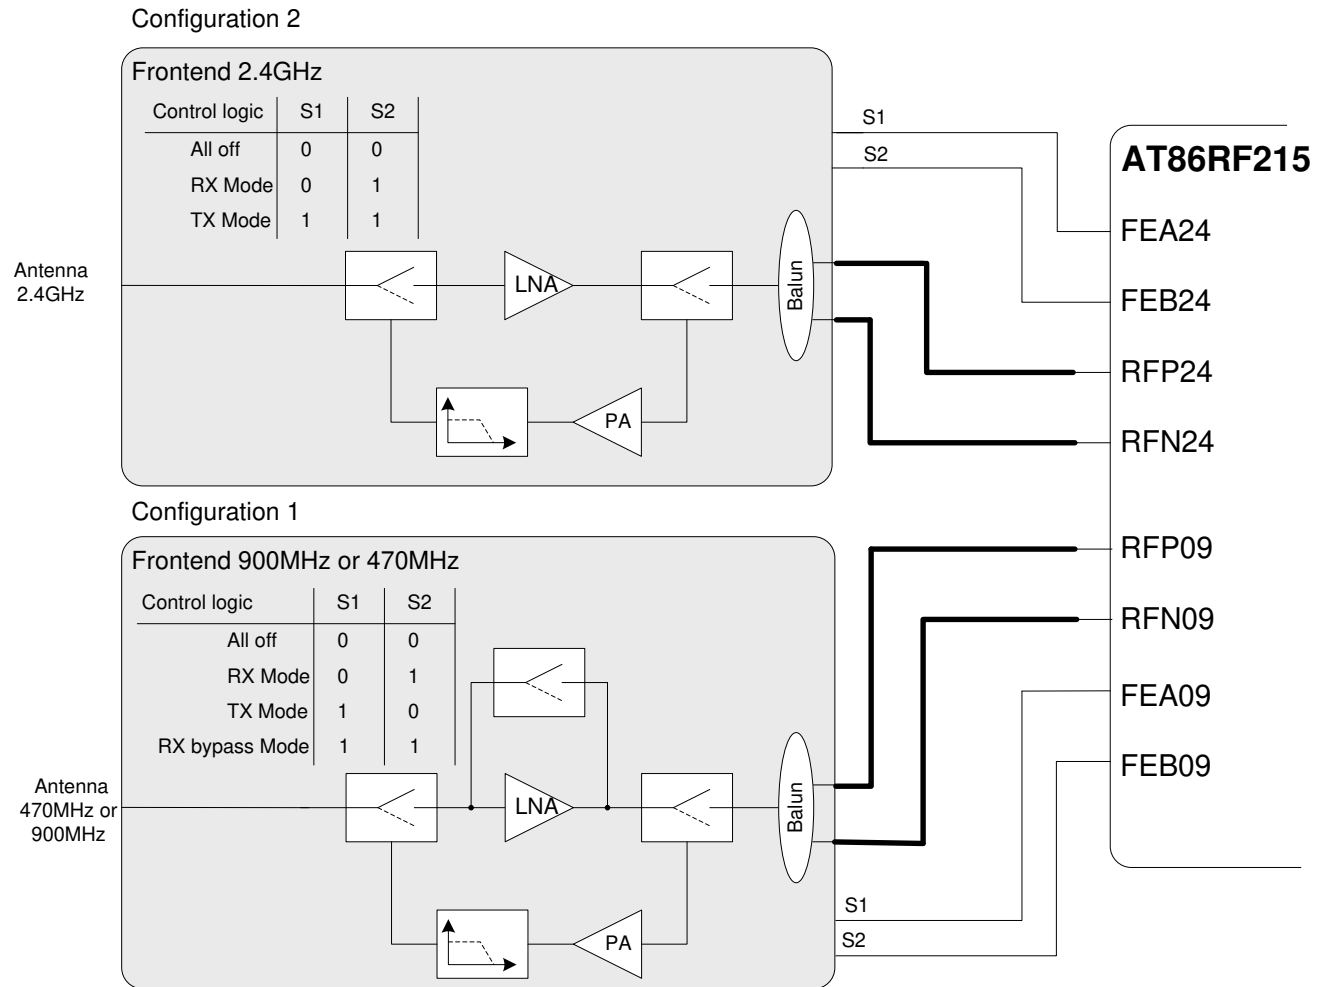 Configuration 2
Frontend 2.4GHz
Control logic S1 S2
All off 0 0
RX Mode 0 1
TX Mode 1 1
S1
S2
AT86RF215
FEA24
FEB24
RFP24
RFN24
RFP09
RFN09
FEA09
FEB09
Antenna
2.4GHz
LNA
Balun
PA
Configuration 1
Frontend 900MHz or 470MHz
Control logic S1 S2
All off 0 0
RX Mode 0 1
TX Mode 1 0
RX bypass Mode 1 1
Antenna
470MHz or
900MHz
LNA
Balun
PA
S1
S2